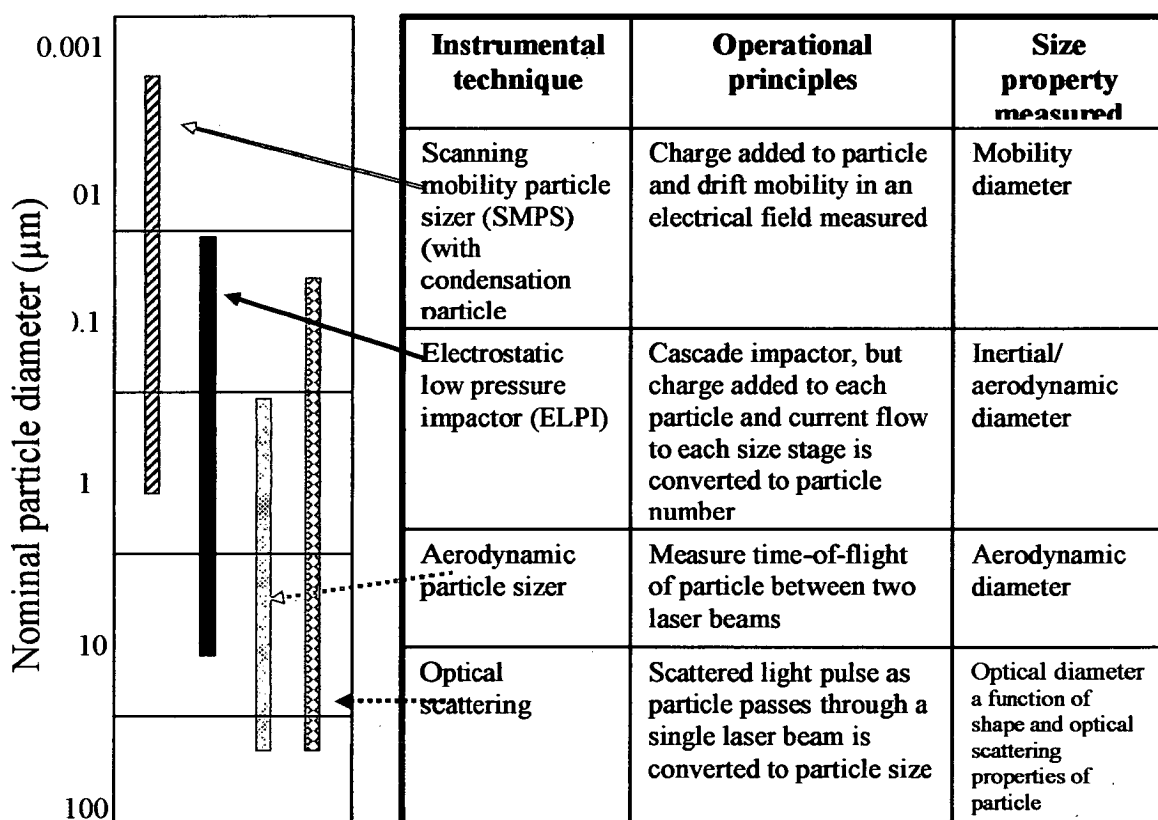 Nominal particle diameter (µm)
0.001
01
).1
1
10
100
Instrumental
technique
Operational
principles
Size
property
measured
Scanning
mobility particle
sizer (SMPS)
(with
condensation
particle
Charge added to particle
and drift mobility in an
electrical field measured
Mobility
diameter
Electrostatic
low pressure
impactor (ELPI)
Cascade impactor, but
charge added to each
particle and current flow
to each size stage is
converted to particle
number
Inertial/
aerodynamic
diameter
Aerodynamic
particle sizer
Measure time-of-flight
of particle between two
laser beams
Aerodynamic
diameter
Optical
scattering
Scattered light pulse as
particle passes through a
single laser beam is
converted to particle size
Optical diameter
a function of
shape and optical
scattering
properties of
particle